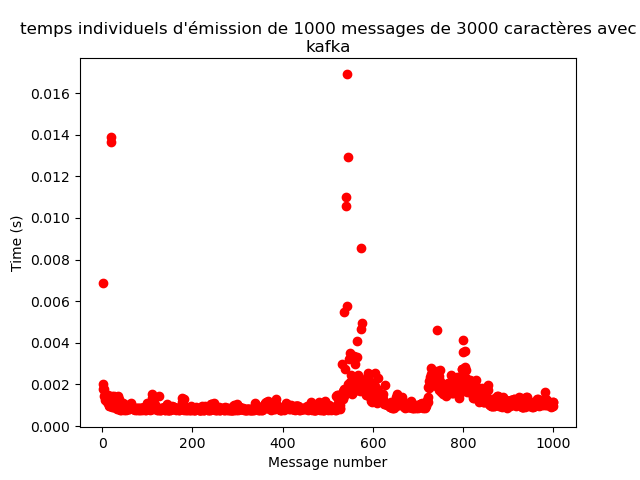 temps individuels d'émission de 1000 messages de 3000 caractères avec
kafka
0.016
0.014
0.012
0.010
0.008
0.006
0.004
0.002
0.000
Time (s)
0 200 400 600 800 1000
Message number